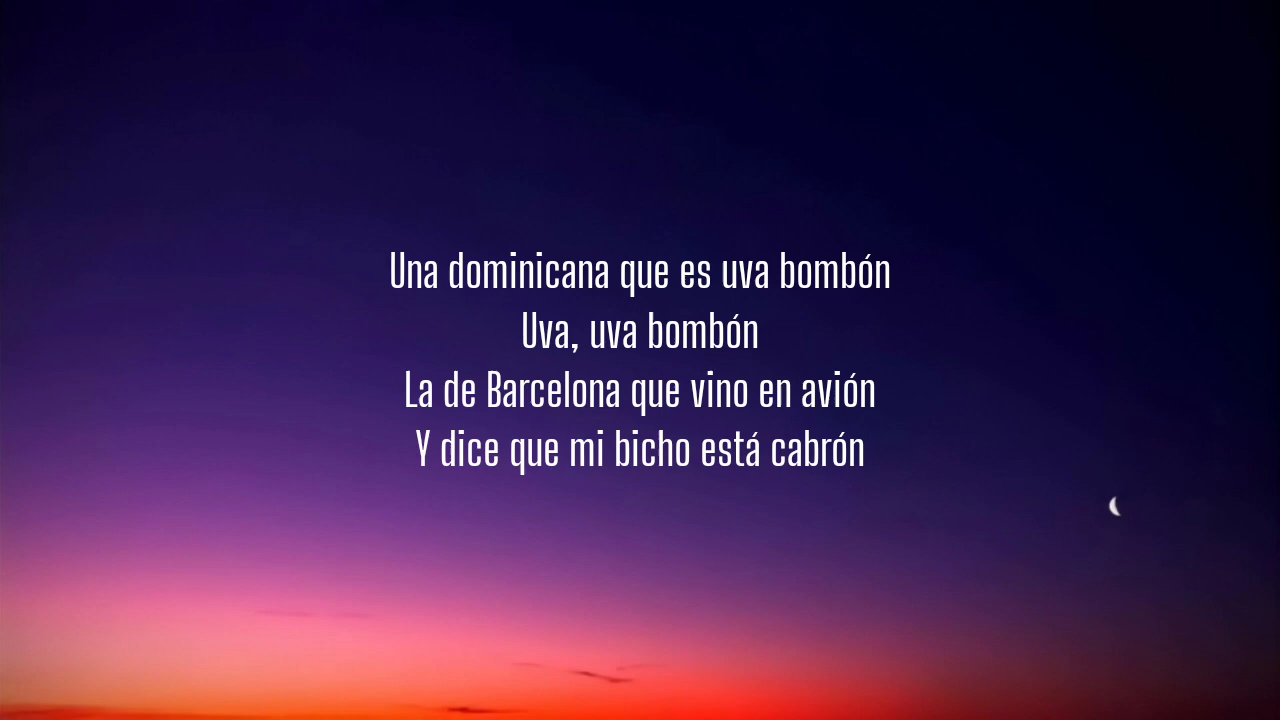 Una dominicana que es uva bombón
Uva, uva bombón
La de Barcelona que vino en avión
Y dice que mi bicho está cabrón